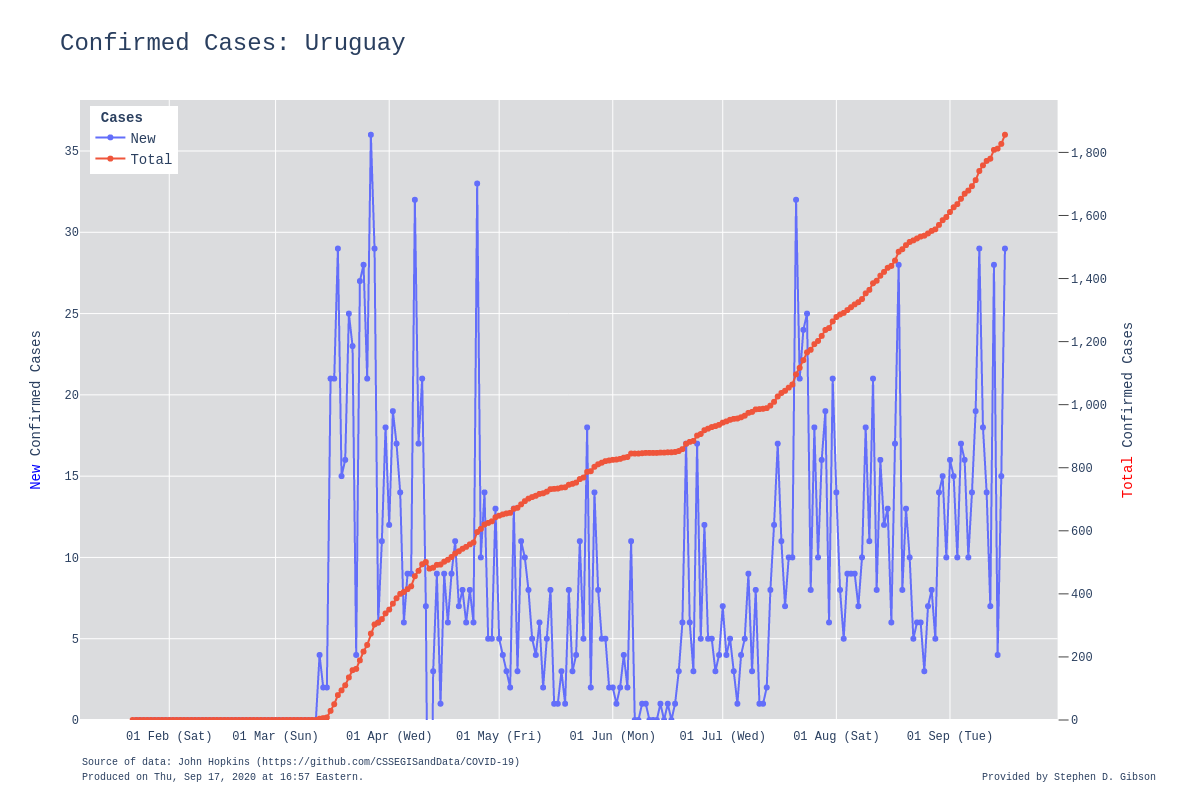 Confirmed Cases: Uruguay
Cases
New
Total
35
30
25
20
15
10
5
0
1,800
1,600
1,400
1,200
1,000
800
600
400
200
0
New Confirmed Cases
Total Confirmed Cases
01 Feb (Sat) 01 Mar (Sun) 01 Apr (Wed) 01 May (Fri) 01 Jun (Mon) 01 Jul (Wed) 01 Aug (Sat) 01 Sep (Tue)
Source of data: John Hopkins (https://github.com/CSSEGISandData/COVID-19)
Produced on Thu, Sep 17, 2020 at 16:57 Eastern.
Provided by Stephen D. Gibson